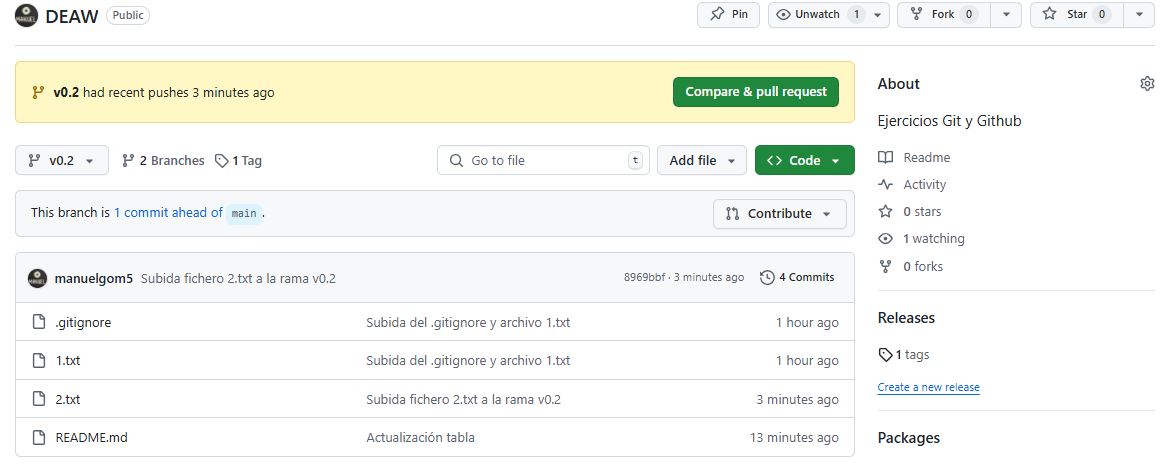 DEAW Public Pin Unwatch 1 Fork 0 Star 0
v0.2 had recent pushes 3 minutes ago Compare & pull request
v0.2 2 Branches 1 Tag Go to file t Add file Code
This branch is 1 commit ahead of main .
Contribute
manuelgom5 Subida fichero 2.txt a la rama v0.2 8969bbf · 3 minutes ago 4 Commits
.gitignore Subida del .gitignore y archivo 1.txt 1 hour ago
1.txt Subida del .gitignore y archivo 1.txt 1 hour ago
2.txt Subida fichero 2.txt a la rama v0.2 3 minutes ago
README.md Actualización tabla 13 minutes ago
About
Ejercicios Git y Github
Readme
Activity
0 stars
1 watching
0 forks
Releases
1 tags
Create a new release
Packages